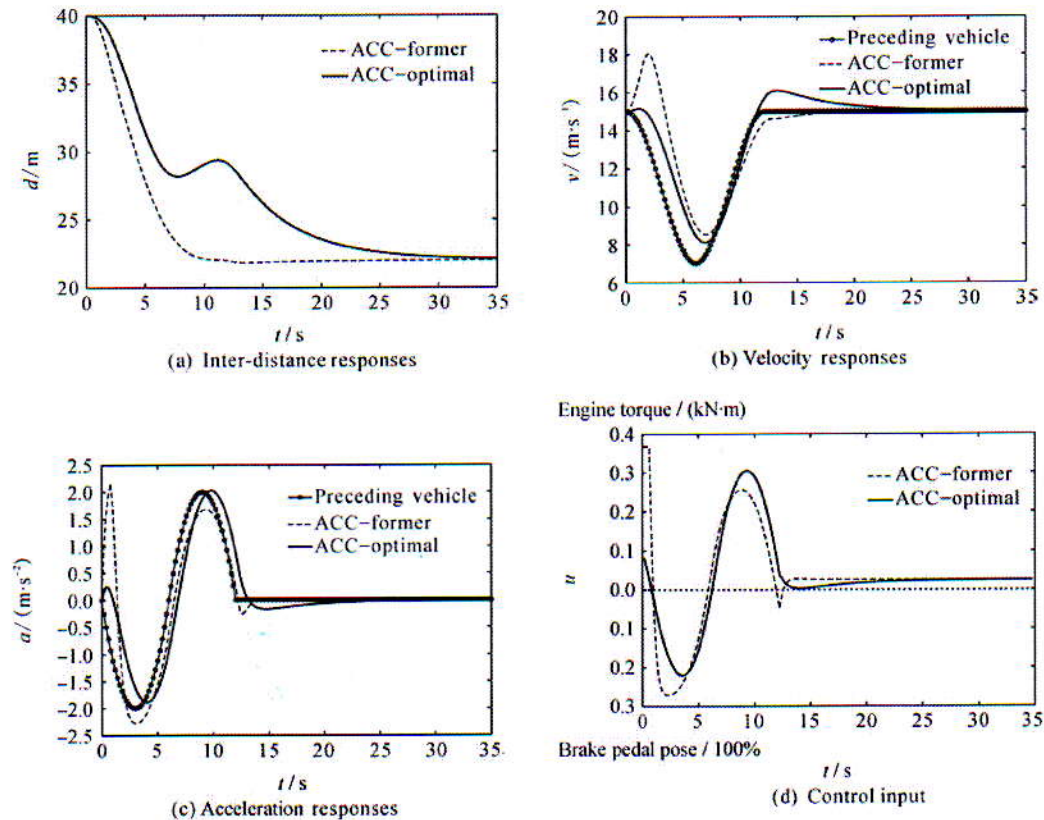 40
35
30
25
20
d/m
ACC-former
ACC-optimal
0 5 10 15 20 25 30 35
t / s
(a) Inter-distance responses
20
18
16
14
12
10
8
6
v/(m·s⁻¹)
Preceding vehicle
ACC-former
ACC-optimal
0 5 10 15 20 25 30 35
t / s
(b) Velocity responses
2.5
2.0
1.5
1.0
0.5
0.0
-0.5
-1.0
-1.5
-2.0
-2.5
a/(m·s⁻²)
Preceding vehicle
ACC-former
ACC-optimal
0 5 10 15 20 25 30 35
t / s
(c) Acceleration responses
Engine torque / (kN·m)
0.4
0.3
0.2
0.1
0.0
0.1
0.2
0.3
u
ACC-former
ACC-optimal
0 5 10 15 20 25 30 35
Brake pedal pose / 100%
t / s
(d) Control input